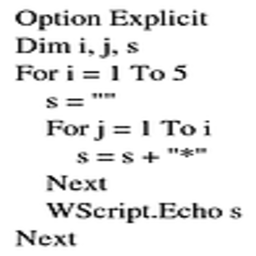 Option Explicit
Dim i, j, s
For i = 1 To 5
    s = ""
    For j = 1 To i
        s = s + "*"
    Next
    WScript.Echo s
Next